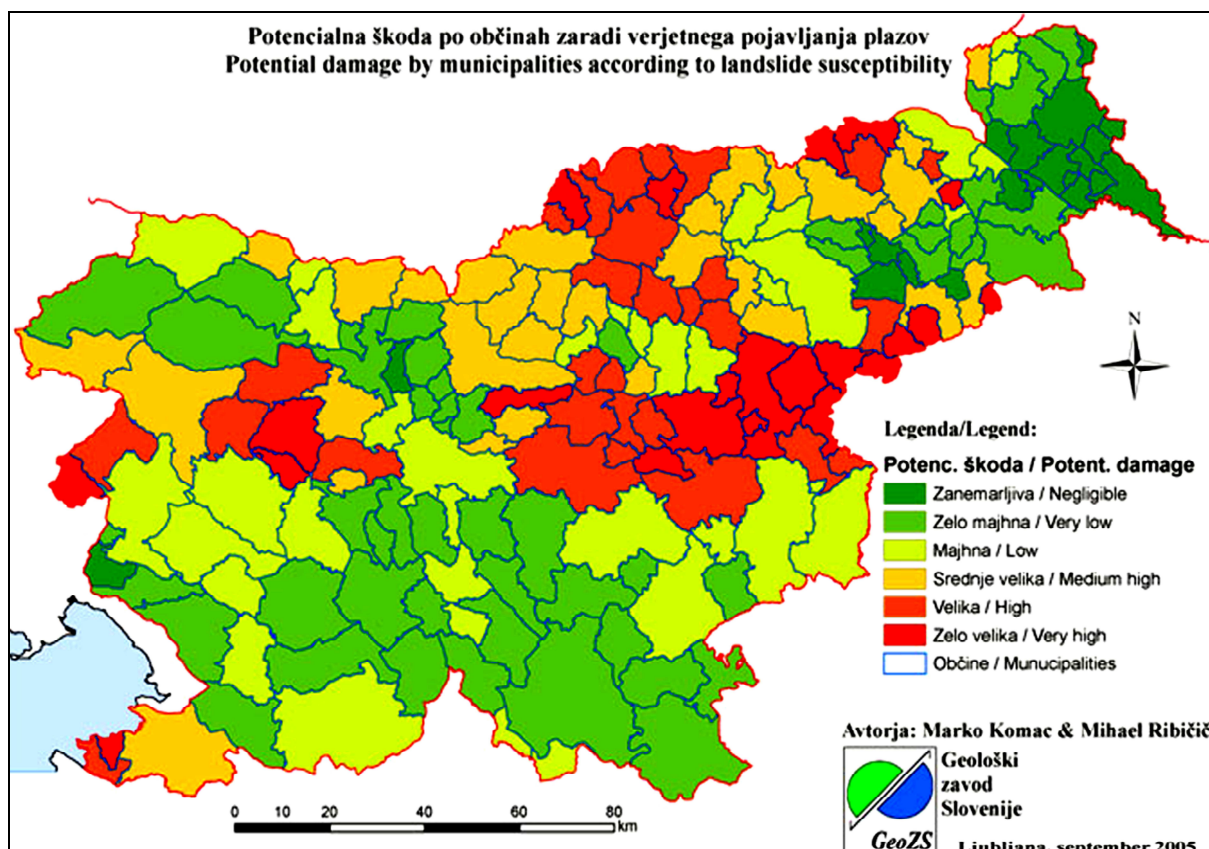 Potencialna škoda po občinah zaradi verjetnega pojavljanja plazov
Potential damage by municipalities according to landslide susceptibility
N
Legenda/Legend:
Potenc. škoda / Potent. damage
Zanemarljiva / Negligible
Zelo majhna / Very low
Majhna / Low
Srednje velika / Medium high
Velika / High
Zelo velika / Very high
Občine / Munucipalities
Avtorja: Marko Komac & Mihael Ribičič
Geološki
zavod
Slovenije
GeoZS
Ljubljana, september 2005
0 10 20 40 60 80
km